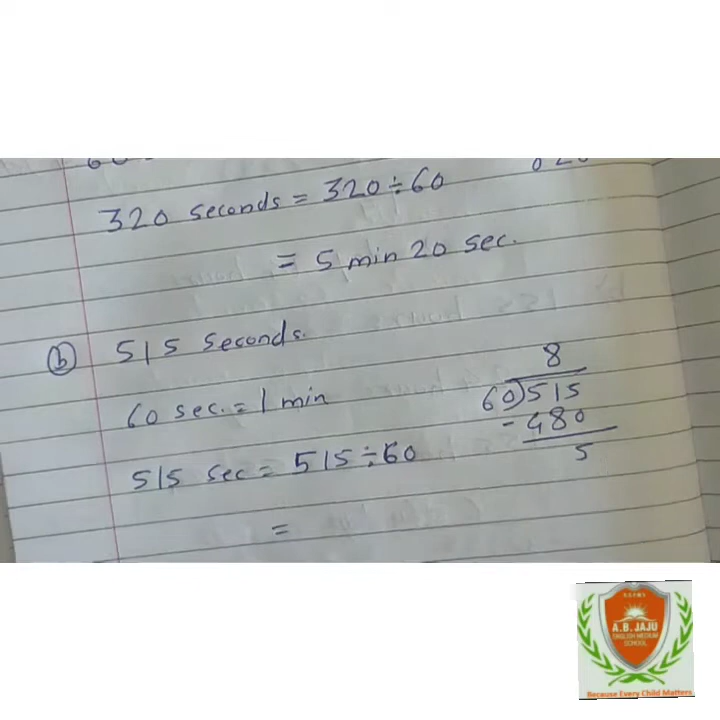 320 seconds = 320÷60
= 5 min 20 sec.
(b) 515 seconds.
60 sec. = 1 min
515 sec = 515÷60
=
8
60)515
-480
5
A.B. JAJU
ENGLISH MEDIUM
SCHOOL
Because Every Child Matters